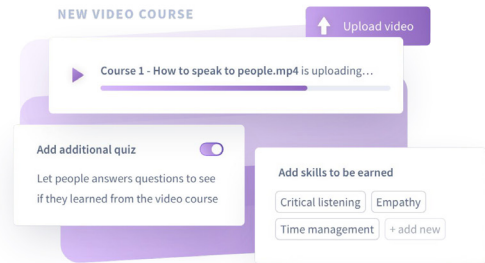 NEW VIDEO COURSE
Upload video
Course 1 - How to speak to people.mp4 is uploading...
Add additional quiz
Let people answers questions to see
if they learned from the video course
Add skills to be earned
Critical listening
Empathy
Time management
+ add new